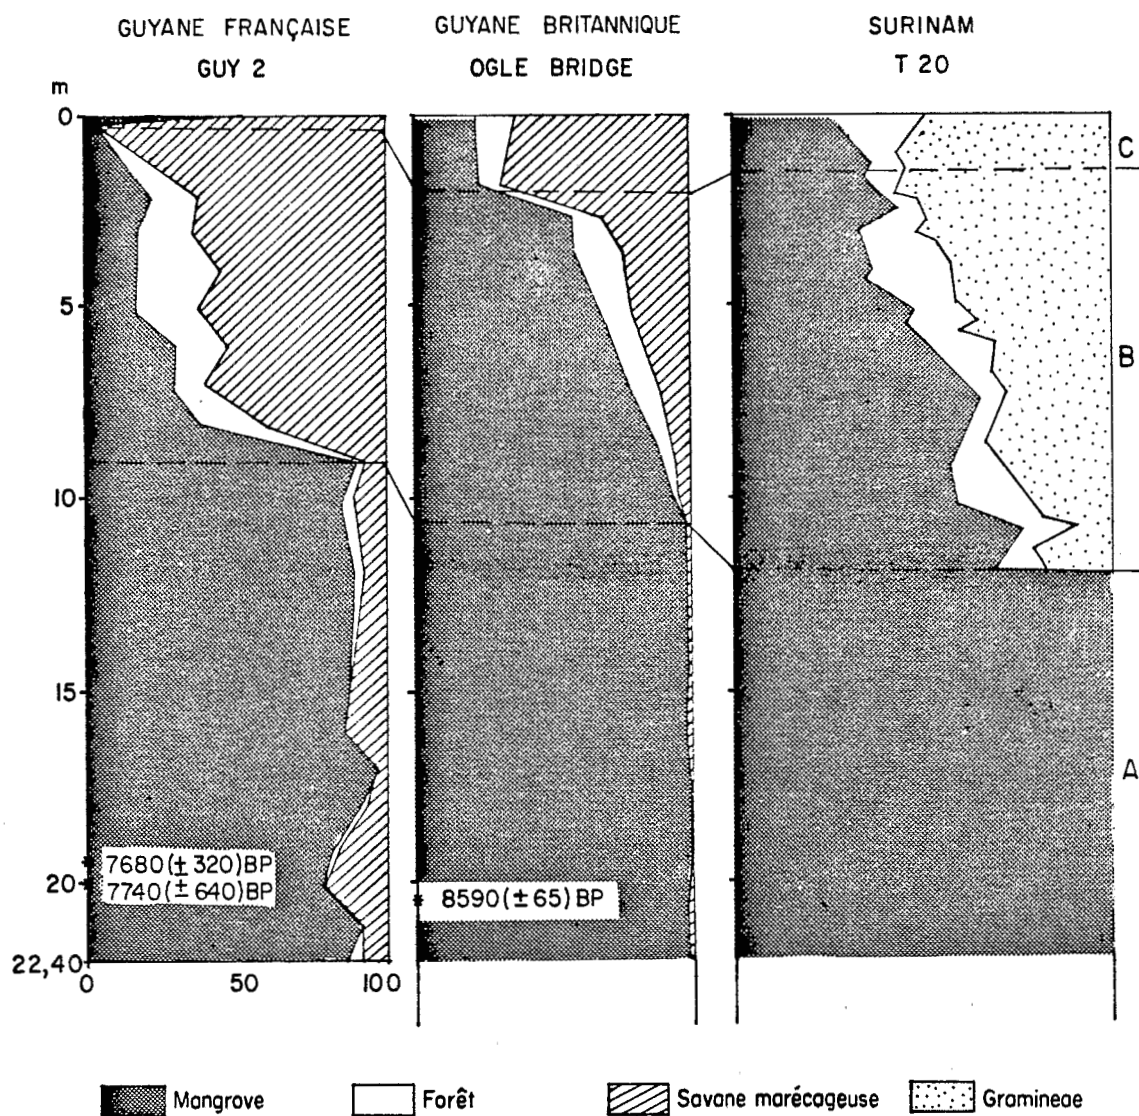 GUYANE FRANÇAISE
GUY 2
GUYANE BRITANNIQUE
OGLE BRIDGE
SURINAM
T 20
m
0
5
10
15
20
22,40
7680(±320)BP
7740(±640)BP
8590(±65)BP
C
B
A
0 50 100
Mangrove
Forêt
Savane marécageuse
Gramineae